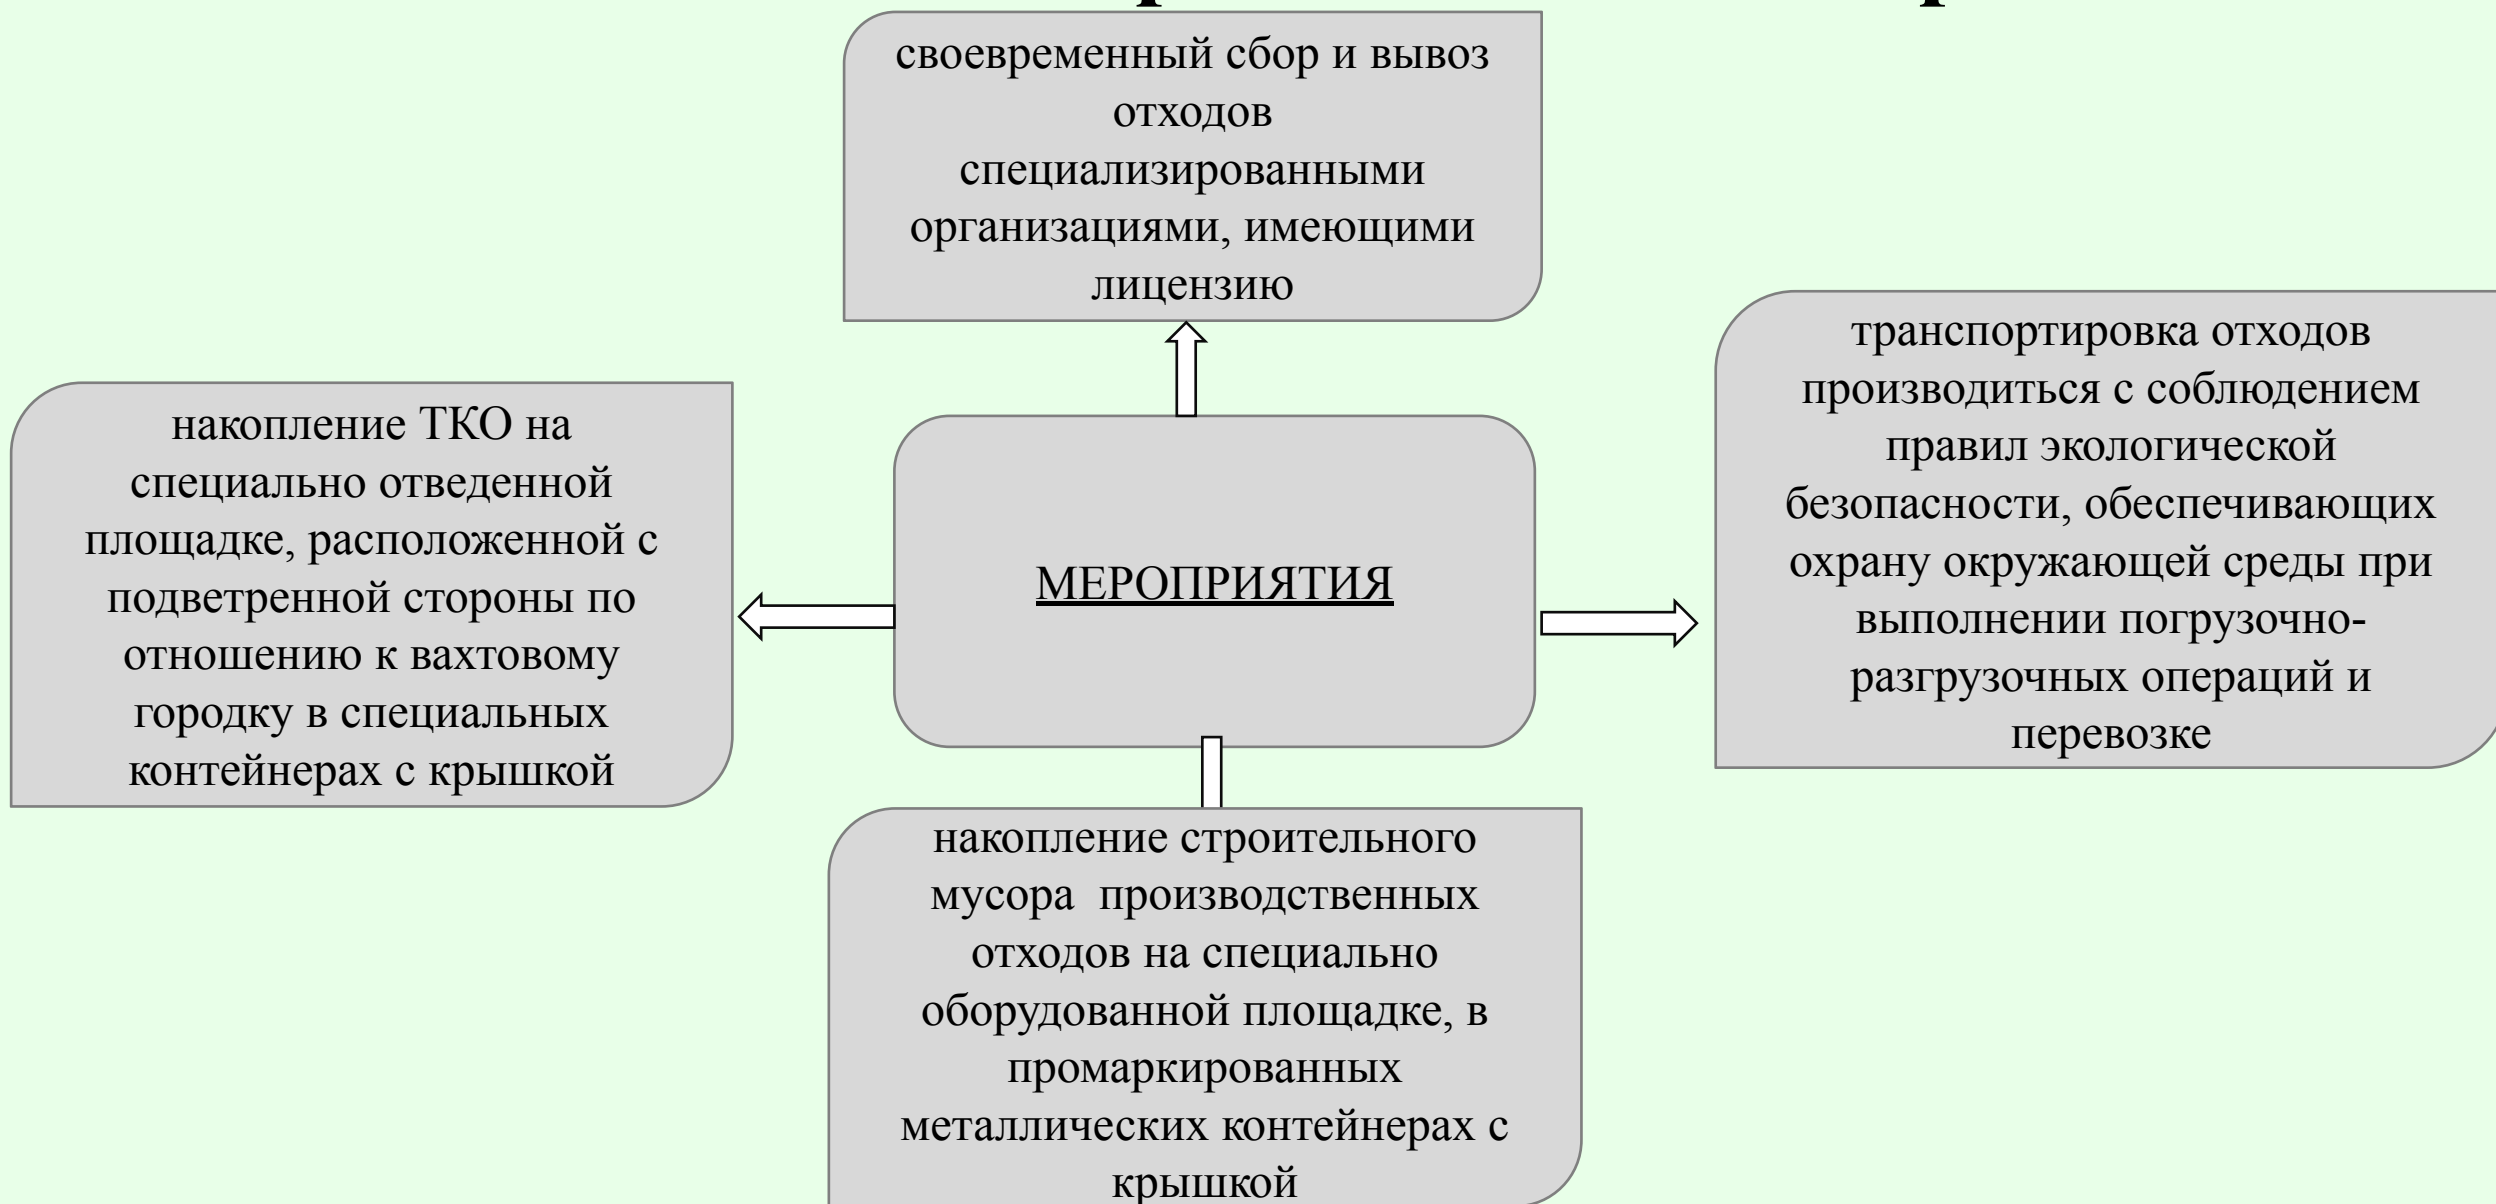 своевременный сбор и вывоз
отходов
специализированными
организациями, имеющими
лицензию
накопление ТКО на
специально отведенной
площадке, расположенной с
подветренной стороны по
отношению к вахтовому
городку в специальных
контейнерах с крышкой
МЕРОПРИЯТИЯ
транспортировка отходов
производиться с соблюдением
правил экологической
безопасности, обеспечивающих
охрану окружающей среды при
выполнении погрузочно-
разгрузочных операций и
перевозке
накопление строительного
мусора  производственных
отходов на специально
оборудованной площадке, в
промаркированных
металлических контейнерах с
крышкой